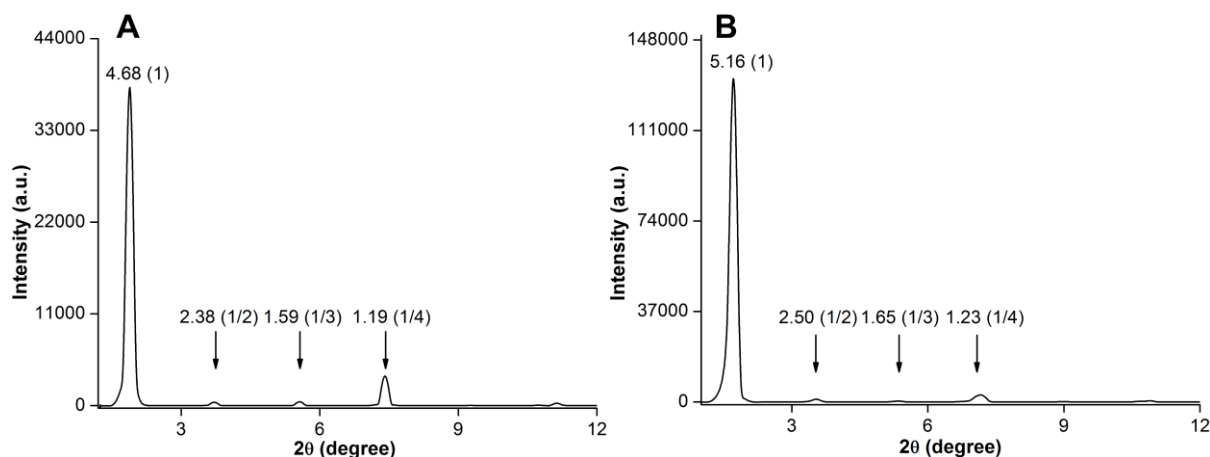 A
44000
33000
22000
11000
0
Intensity (a.u.)
4.68 (1)
2.38 (1/2) 1.59 (1/3) 1.19 (1/4)
3 6 9 12
2θ (degree)
B
148000
111000
74000
37000
0
Intensity (a.u.)
5.16 (1)
2.50 (1/2) 1.65 (1/3) 1.23 (1/4)
3 6 9 12
2θ (degree)